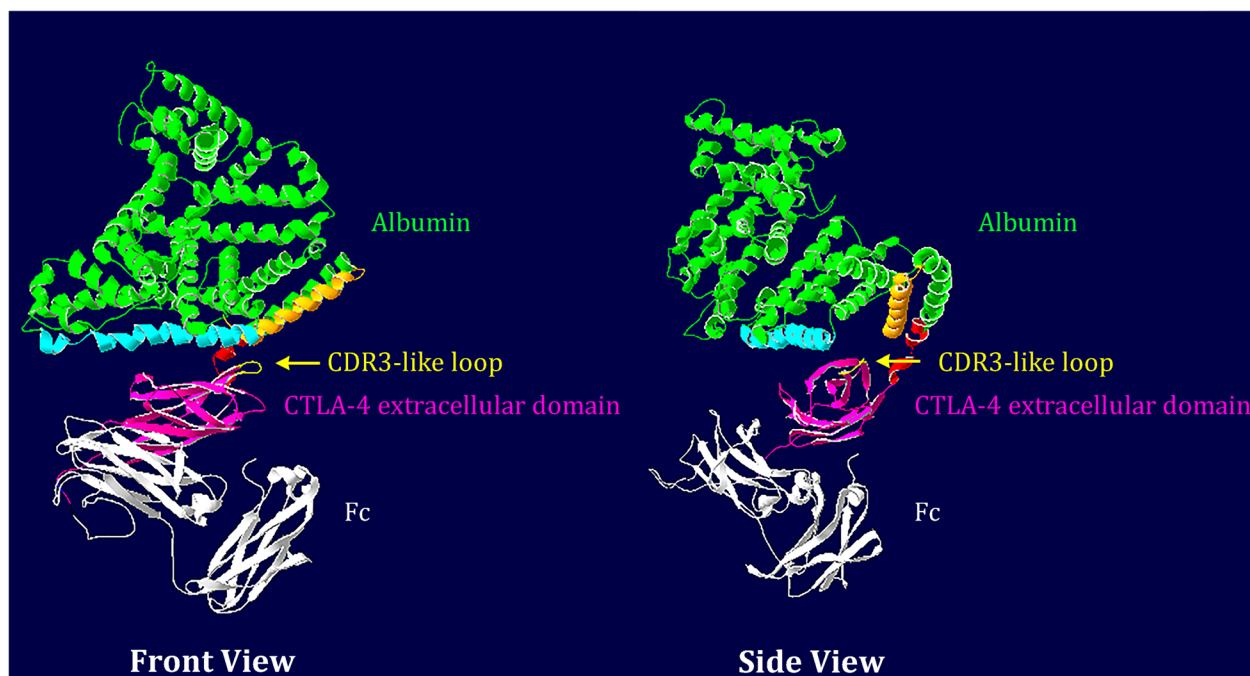 Albumin
CDR3-like loop
CTLA-4 extracellular domain
Fc
Front View
Albumin
CDR3-like loop
CTLA-4 extracellular domain
Fc
Side View